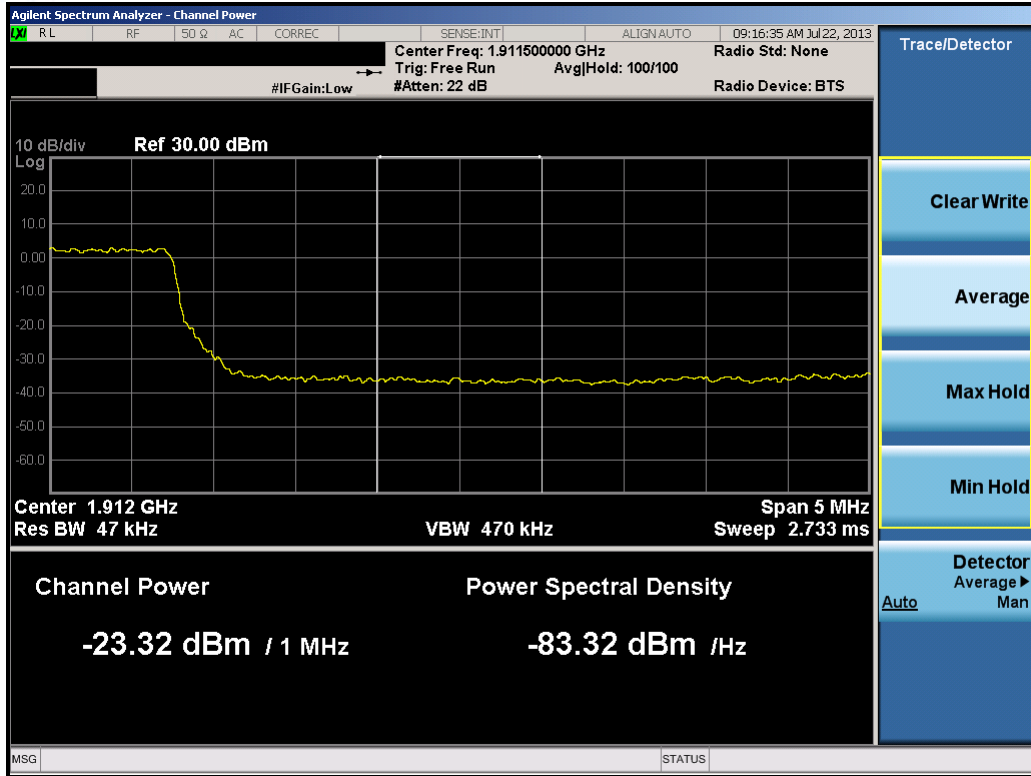 Agilent Spectrum Analyzer - Channel Power
LXI RL RF 50 Ω AC CORREC SENSE:INT ALIGN AUTO 09:16:35 AM Jul 22, 2013
Center Freq: 1.911500000 GHz Radio Std: None
Trig: Free Run Avg|Hold: 100/100
#IFGain:Low #Atten: 22 dB Radio Device: BTS
10 dB/div Ref 30.00 dBm
Log
20.0
10.0
0.00
-10.0
-20.0
-30.0
-40.0
-50.0
-60.0
Center 1.912 GHz Span 5 MHz
Res BW 47 kHz VBW 470 kHz Sweep 2.733 ms
Channel Power Power Spectral Density
-23.32 dBm / 1 MHz -83.32 dBm /Hz
MSG STATUS
Trace/Detector
Clear Write
Average
Max Hold
Min Hold
Detector
Average▶
Auto Man